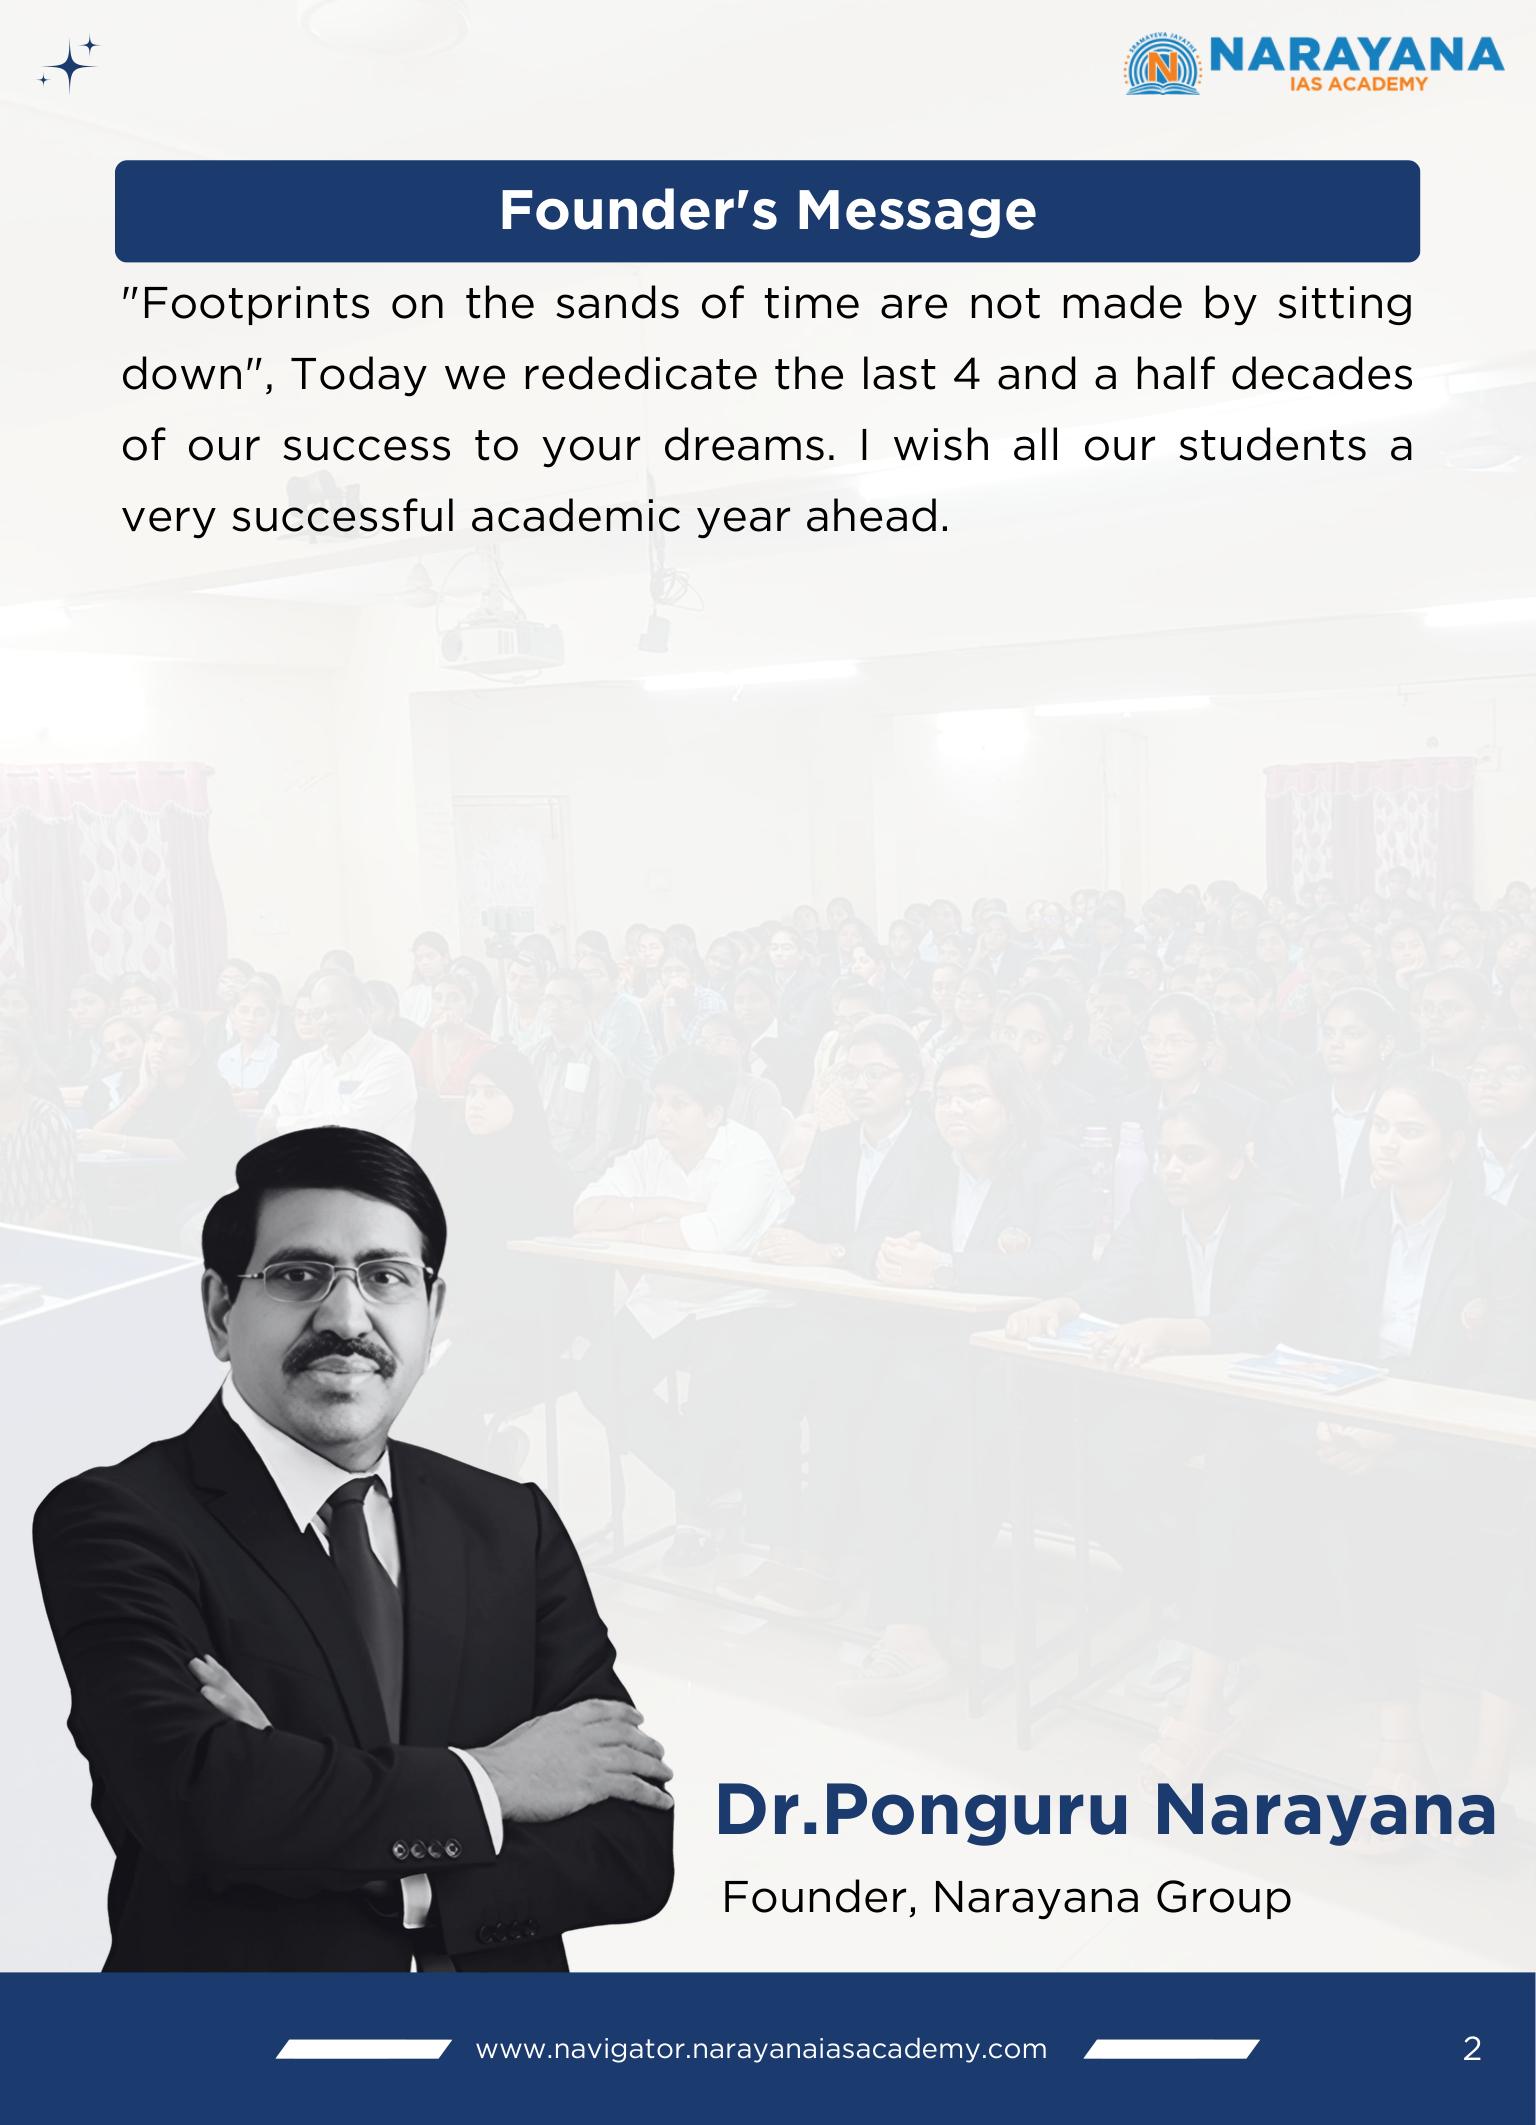 SRAMAYEVA JAYATHE
N
NARAYANA
IAS ACADEMY
Founder's Message
"Footprints on the sands of time are not made by sitting
down", Today we rededicate the last 4 and a half decades
of our success to your dreams. I wish all our students a
very successful academic year ahead.
Dr.Ponguru Narayana
Founder, Narayana Group
www.navigator.narayanaiasacademy.com
2